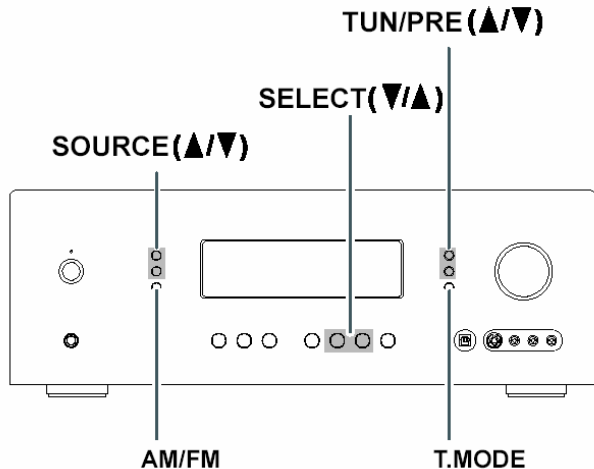 TUN/PRE(▲/▼)
SELECT(▼/▲)
SOURCE(▲/▼)
AM/FM
T.MODE